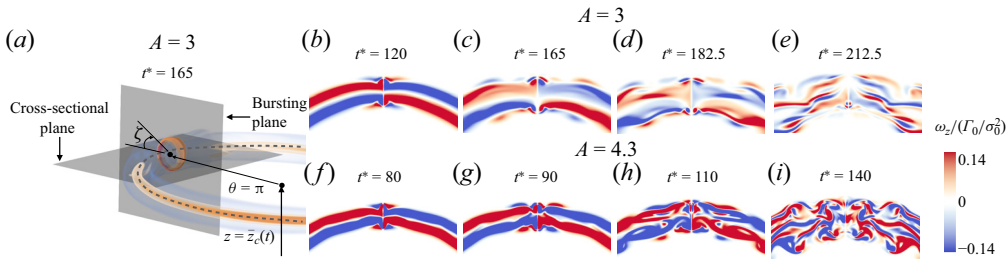 (a)
A = 3
t* = 165
Cross-sectional
plane
Bursting
plane
ζ
θ = π
z = z̄c(t)
A = 3
(b)
t* = 120
(c)
t* = 165
(d)
t* = 182.5
(e)
t* = 212.5
A = 4.3
(f)
t* = 80
(g)
t* = 90
(h)
t* = 110
(i)
t* = 140
ωz/(Γ0/σ0²)
0.14
0
−0.14